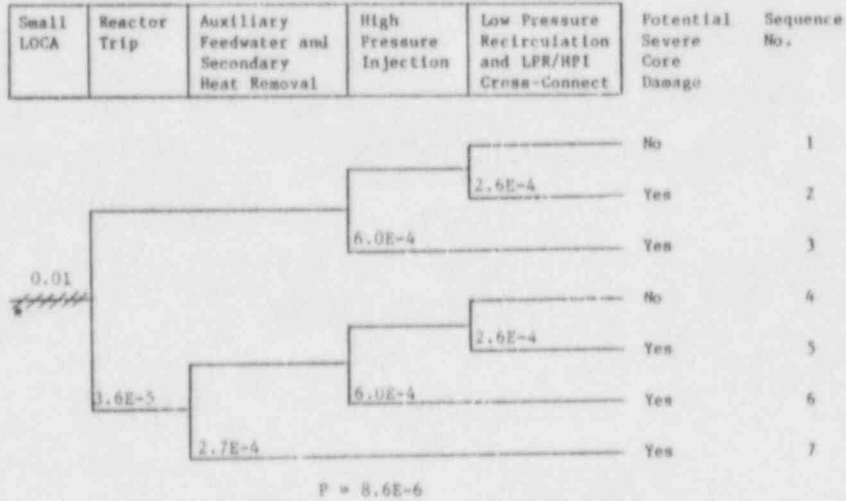 Small Reactor Auxiliary High Low Pressure Potential Sequence
LOCA Trip Feedwater and Pressure Recirculation Severe No.
Secondary Injection and LPR/HPI Core
Heat Removal Cross-Connect Damage
No 1
2.6E-4 Yes 2
6.0E-4 Yes 3
0.01
No 4
2.6E-4 Yes 5
3.6E-5 6.0E-4 Yes 6
2.7E-4 Yes 7
P = 8.6E-6